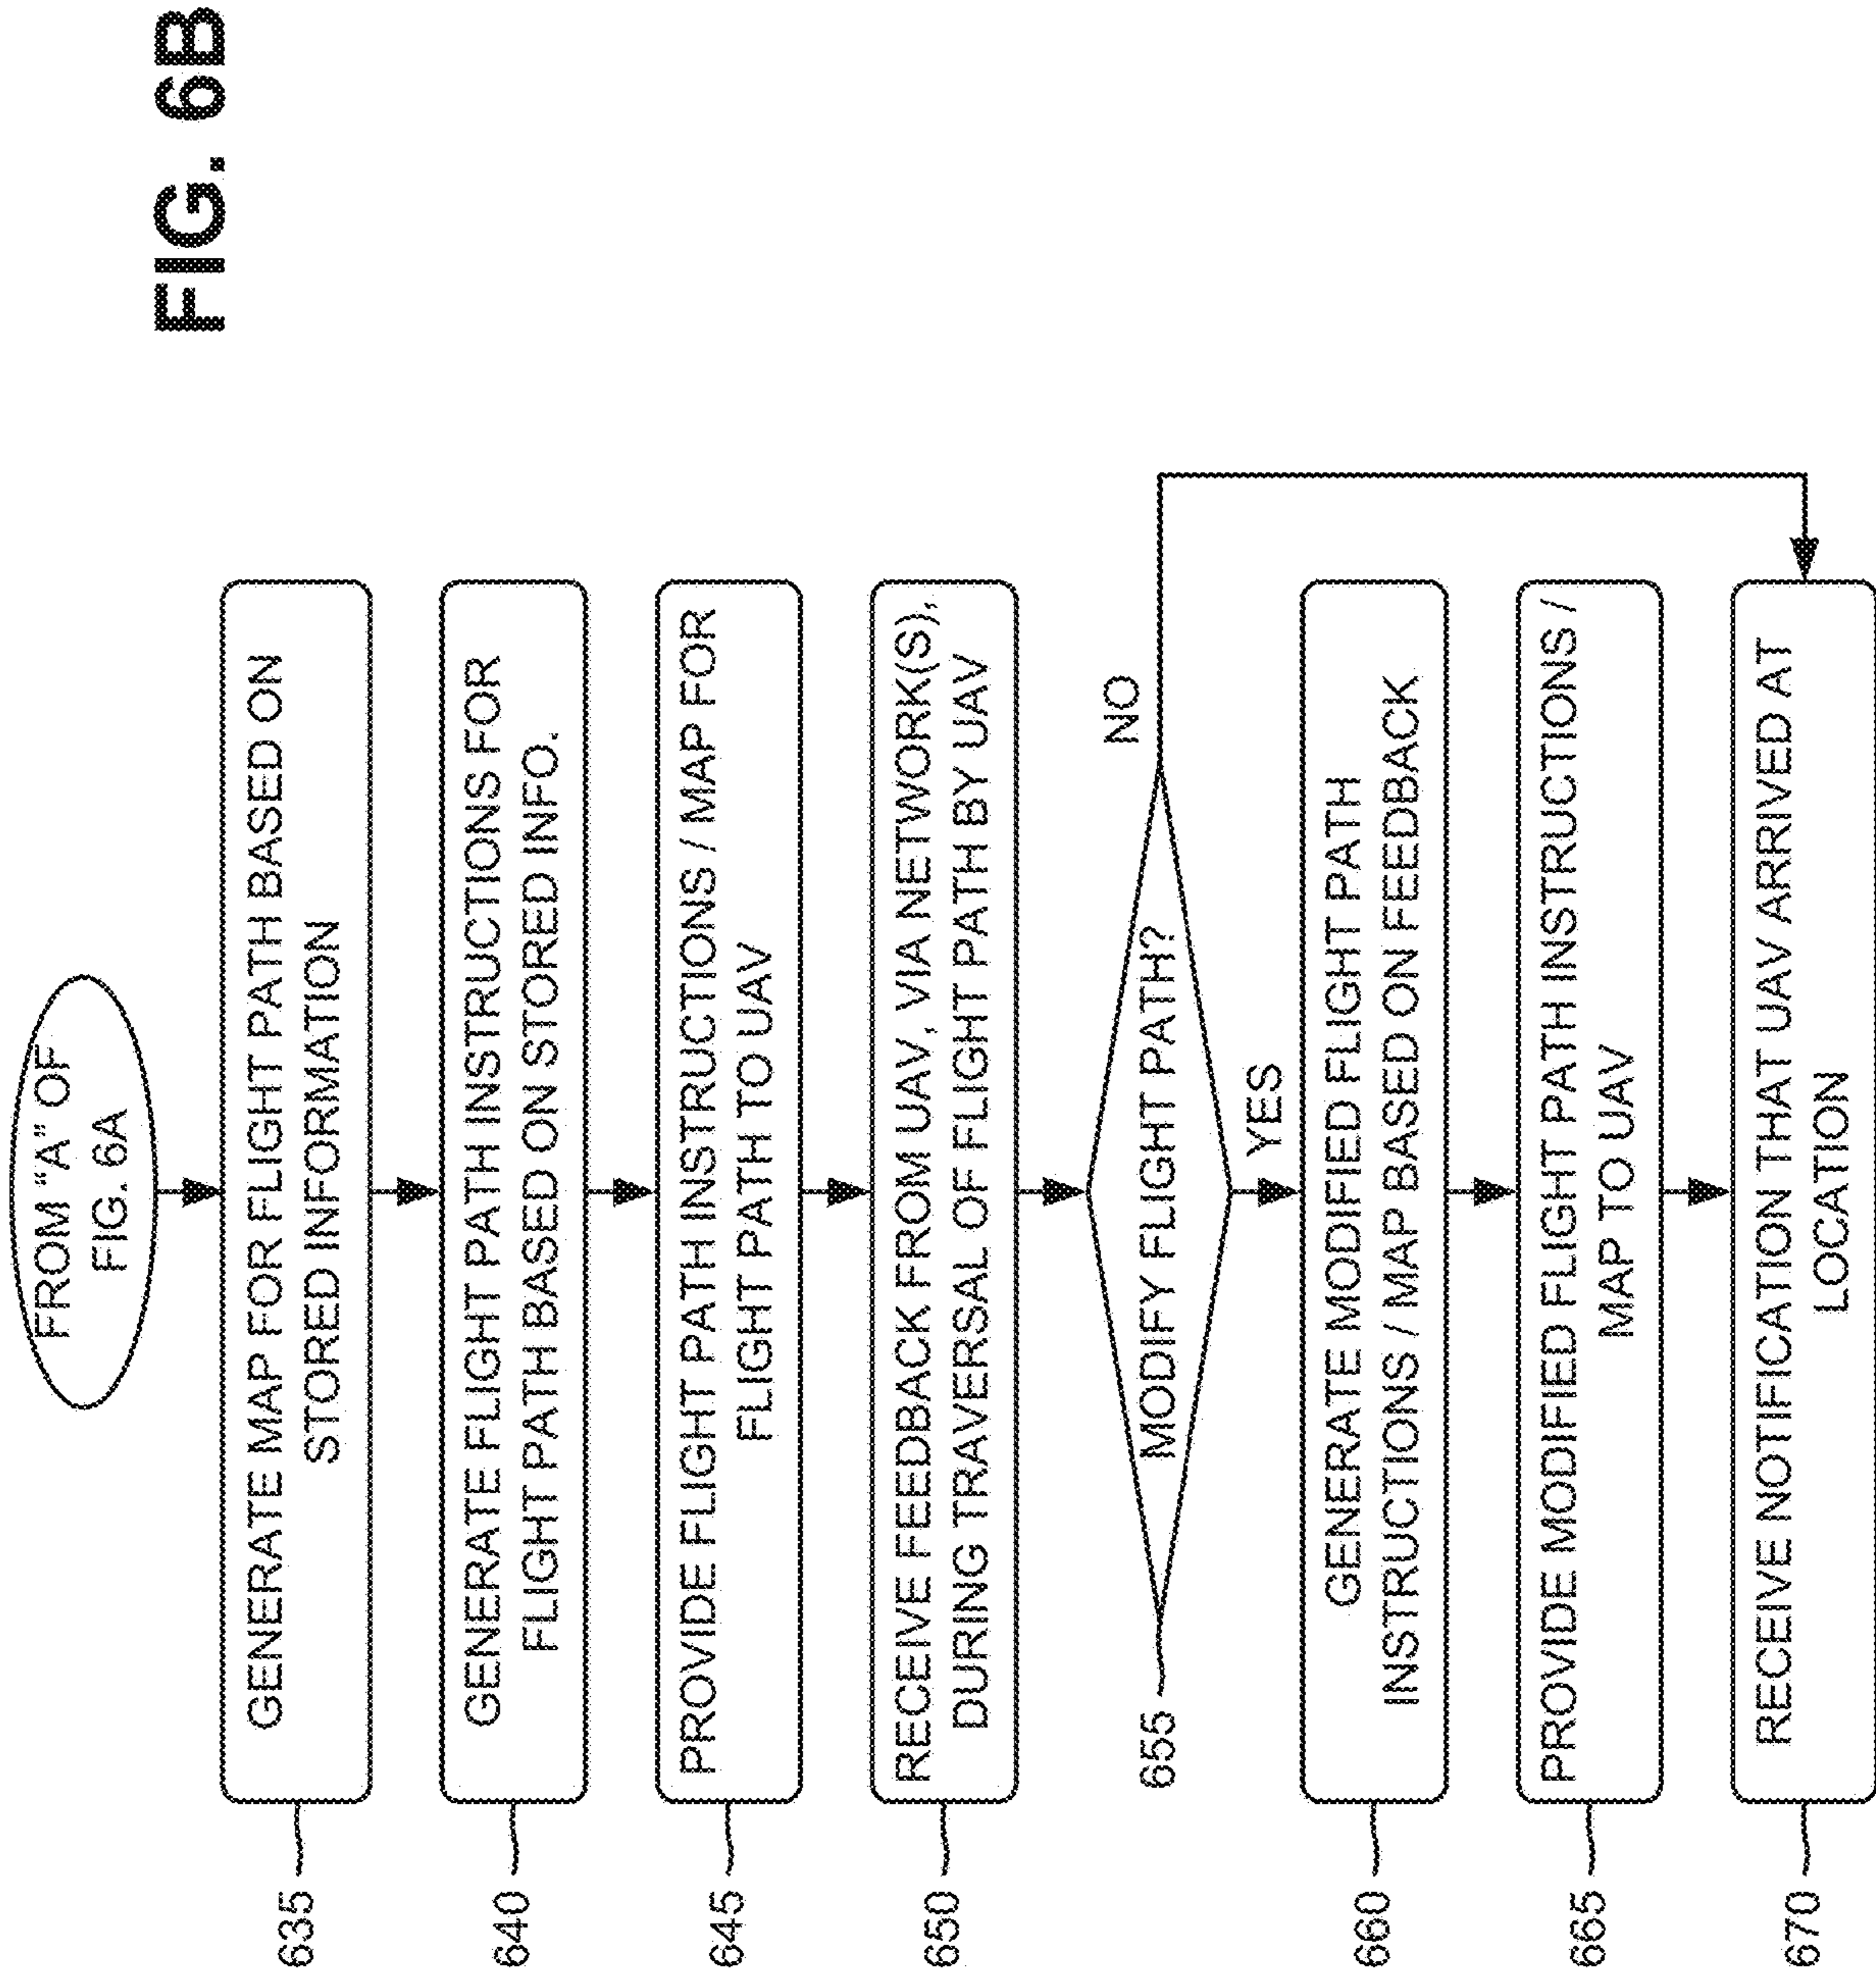 FROM "A" OF
FIG. 6A
635
GENERATE MAP FOR FLIGHT PATH BASED ON
STORED INFORMATION
640
GENERATE FLIGHT PATH INSTRUCTIONS FOR
FLIGHT PATH BASED ON STORED INFO.
645
PROVIDE FLIGHT PATH INSTRUCTIONS / MAP FOR
FLIGHT PATH TO UAV
650
RECEIVE FEEDBACK FROM UAV, VIA NETWORK(S),
DURING TRAVERSAL OF FLIGHT PATH BY UAV
655
MODIFY FLIGHT PATH?
NO
YES
660
GENERATE MODIFIED FLIGHT PATH
INSTRUCTIONS / MAP BASED ON FEEDBACK
665
PROVIDE MODIFIED FLIGHT PATH INSTRUCTIONS /
MAP TO UAV
670
RECEIVE NOTIFICATION THAT UAV ARRIVED AT
LOCATION
FIG. 6B